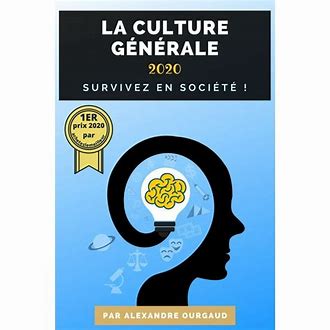 LA CULTURE
GÉNÉRALE
2020
SURVIVEZ EN SOCIÉTÉ !
1ER
prix 2020
par
PAR ALEXANDRE OURGAUD